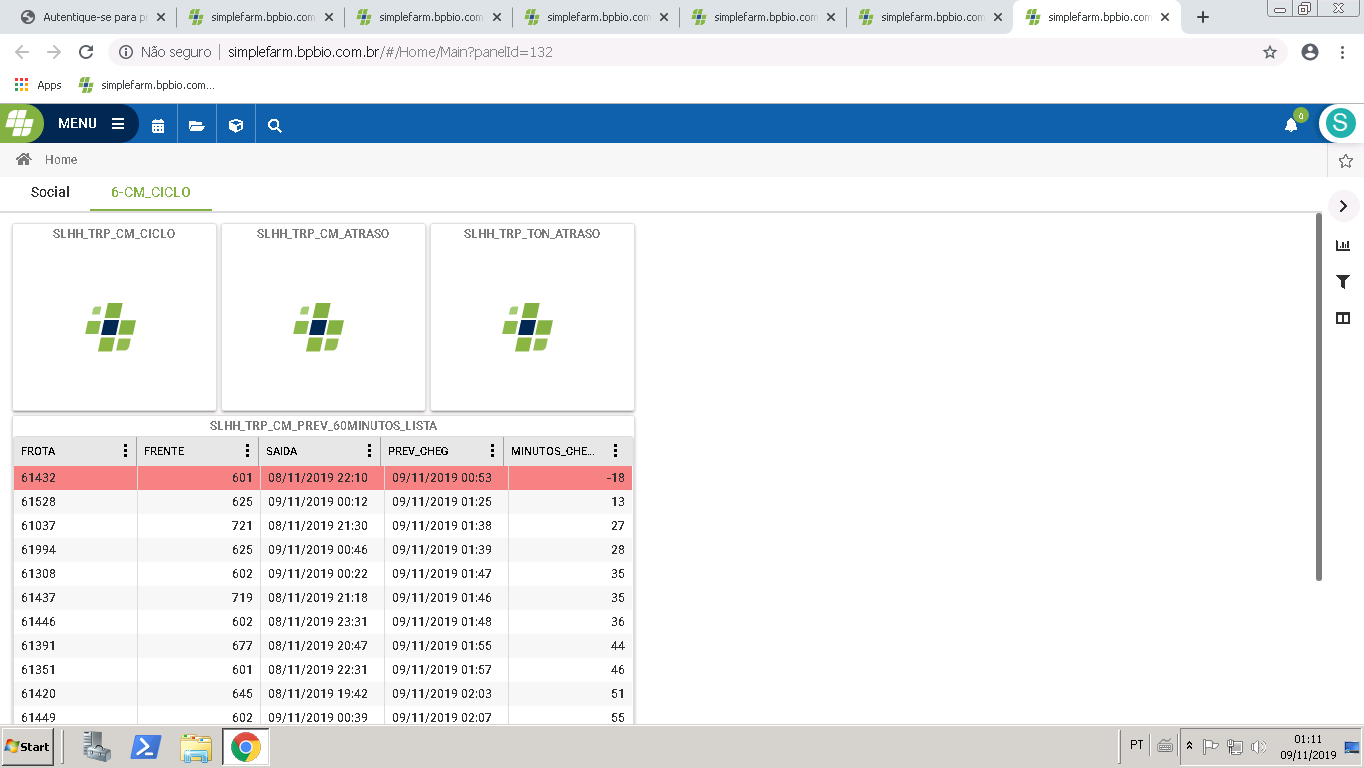 Autentique-se para p
simplefarm.bpbio.com
simplefarm.bpbio.com
simplefarm.bpbio.com
simplefarm.bpbio.com
simplefarm.bpbio.com
simplefarm.bpbio.com
Não seguro | simplefarm.bpbio.com.br/#/Home/Main?panelId=132
Apps simplefarm.bpbio.com...
MENU 0 S
Home
Social 6-CM_CICLO
SLHH_TRP_CM_CICLO SLHH_TRP_CM_ATRASO SLHH_TRP_TON_ATRASO
SLHH_TRP_CM_PREV_60MINUTOS_LISTA
FROTA FRENTE SAIDA PREV_CHEG MINUTOS_CHE...
61432 601 08/11/2019 22:10 09/11/2019 00:53 -18
61528 625 09/11/2019 00:12 09/11/2019 01:25 13
61037 721 08/11/2019 21:30 09/11/2019 01:38 27
61994 625 09/11/2019 00:46 09/11/2019 01:39 28
61308 602 09/11/2019 00:22 09/11/2019 01:47 35
61437 719 08/11/2019 21:18 09/11/2019 01:46 35
61446 602 08/11/2019 23:31 09/11/2019 01:48 36
61391 677 08/11/2019 20:47 09/11/2019 01:55 44
61351 601 08/11/2019 22:31 09/11/2019 01:57 46
61420 645 08/11/2019 19:42 09/11/2019 02:03 51
61449 602 09/11/2019 00:39 09/11/2019 02:07 55
Start PT 01:11
09/11/2019